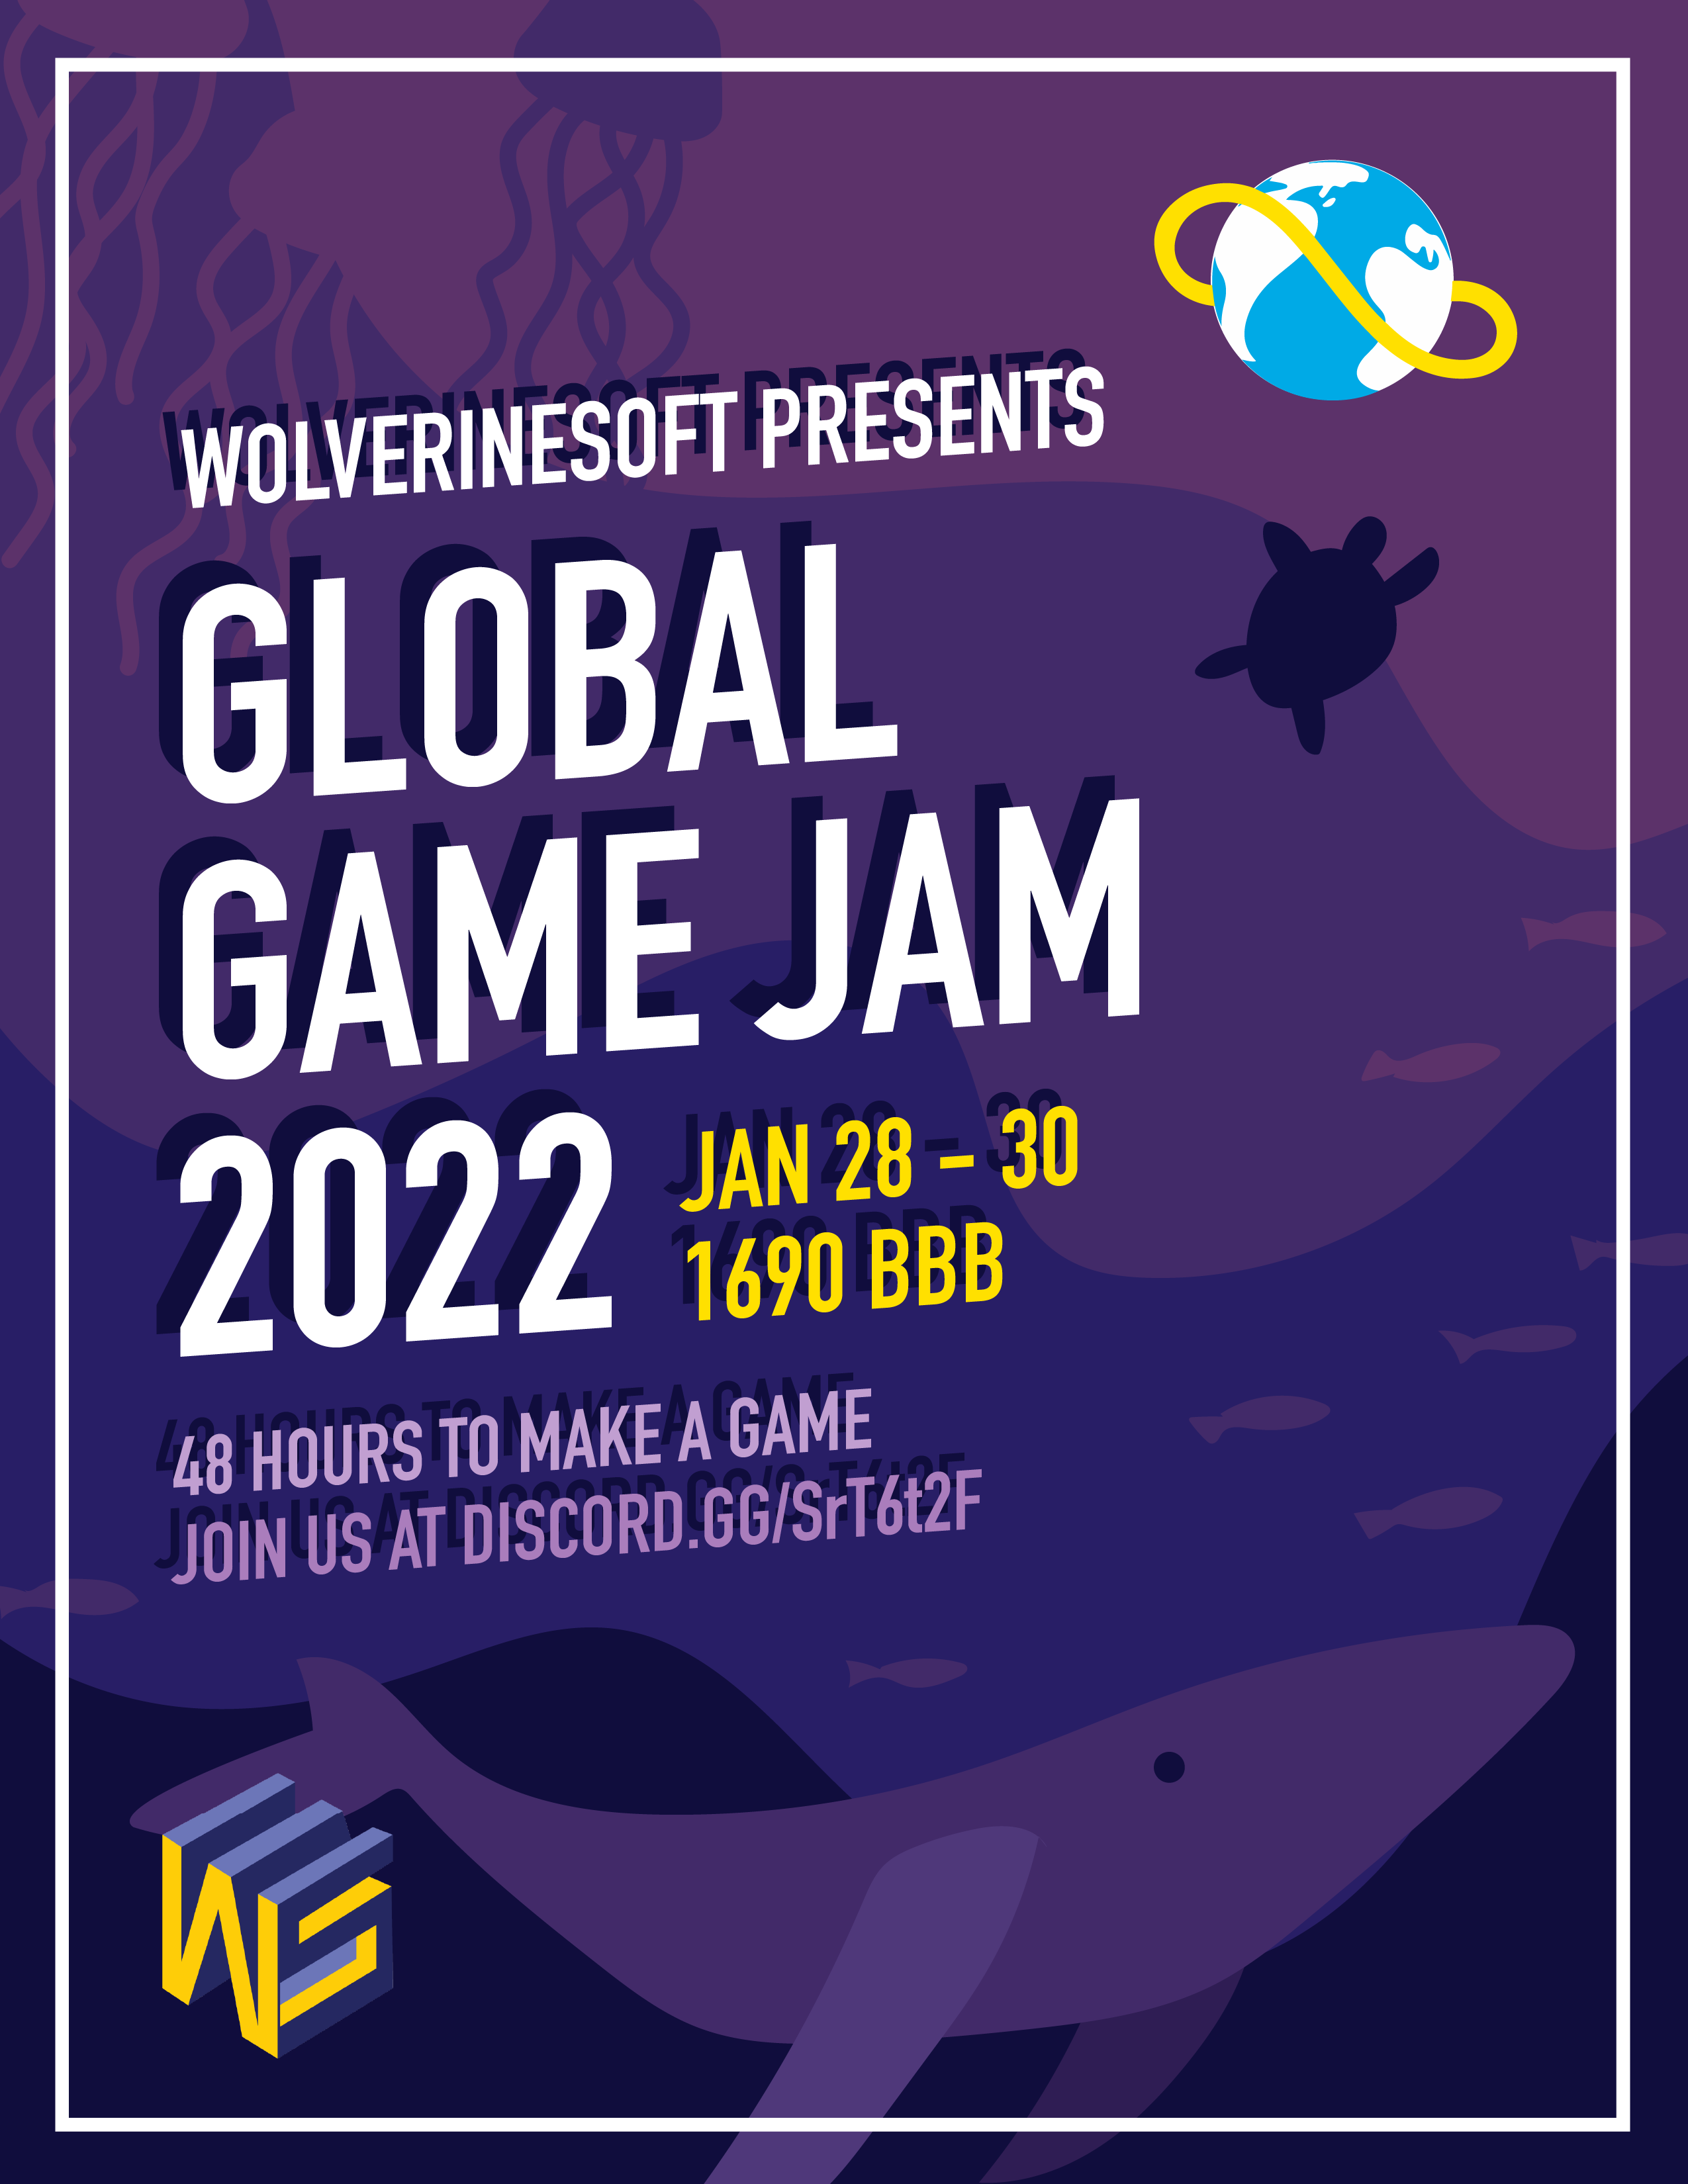 WOLVERINESOFT PRESENTS
GLOBAL
GAME JAM
2022
JAN 28 – 30
1690 BBB
48 HOURS TO MAKE A GAME
JOIN US AT DISCORD.GG/SrT6t2F
WS